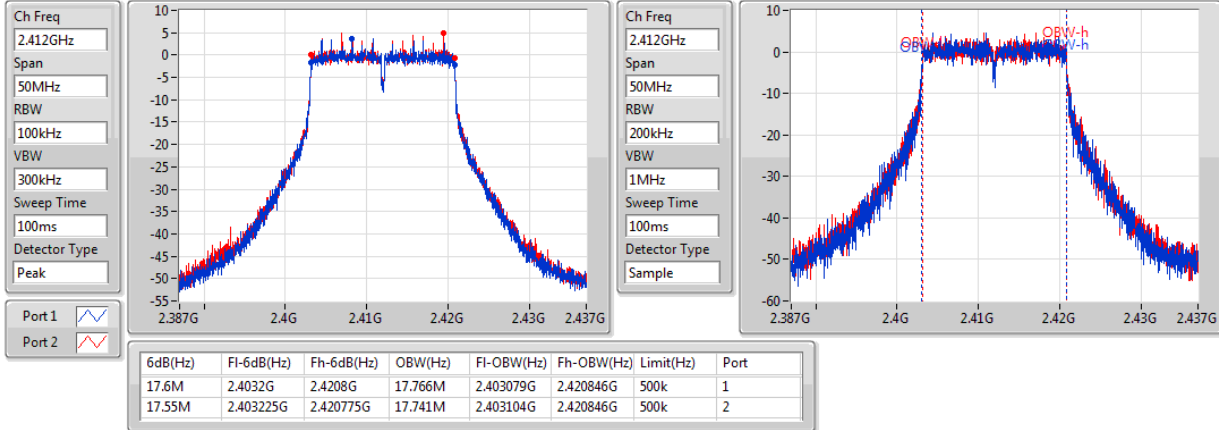 Ch Freq
2.412GHz
Span
50MHz
RBW
100kHz
VBW
300kHz
Sweep Time
100ms
Detector Type
Peak
Port 1
Port 2
10
5
0
-5
-10
-15
-20
-25
-30
-35
-40
-45
-50
-55
2.387G 2.4G 2.41G 2.42G 2.43G 2.437G
Ch Freq
2.412GHz
Span
50MHz
RBW
200kHz
VBW
1MHz
Sweep Time
100ms
Detector Type
Sample
10
0
-10
-20
-30
-40
-50
-60
OBW-h
OBW-h
2.387G 2.4G 2.41G 2.42G 2.43G 2.437G
6dB(Hz) Fl-6dB(Hz) Fh-6dB(Hz) OBW(Hz) Fl-OBW(Hz) Fh-OBW(Hz) Limit(Hz) Port
17.6M 2.4032G 2.4208G 17.766M 2.403079G 2.420846G 500k 1
17.55M 2.403225G 2.420775G 17.741M 2.403104G 2.420846G 500k 2